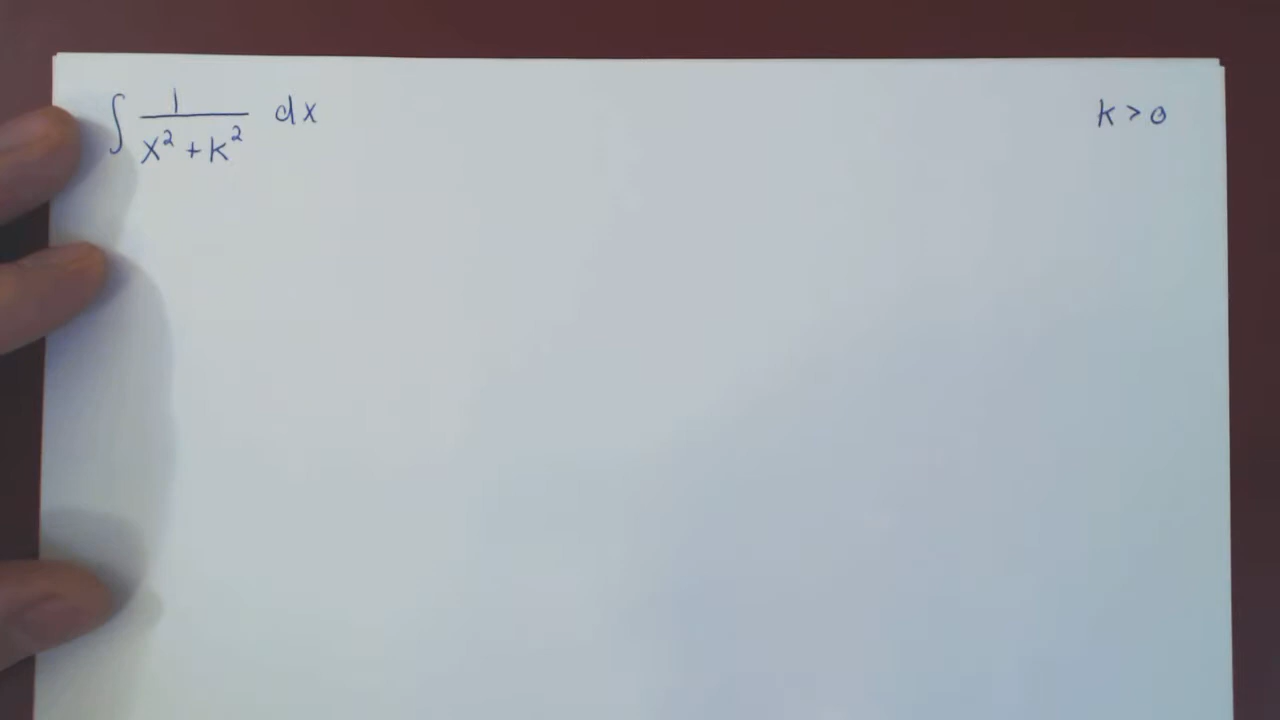 ∫ 1/(x² + k²) dx k > 0